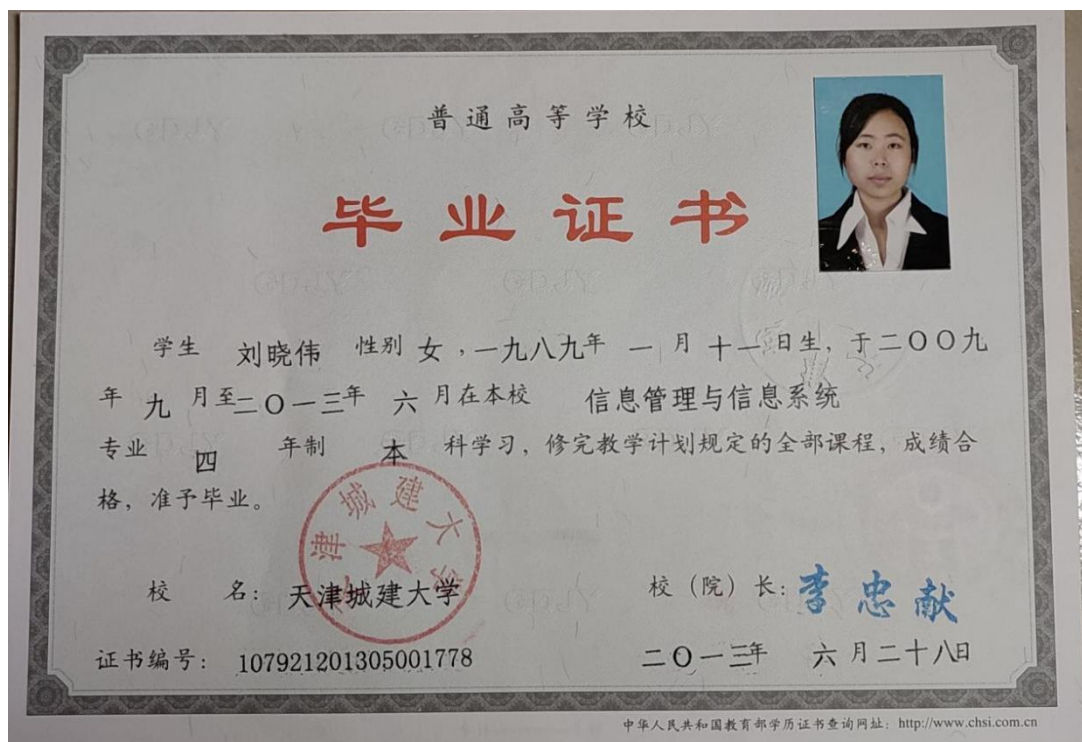 普通高等学校
毕业证书
学生 刘晓伟 性别 女，一九八九年 一 月 十一 日生，于二〇〇九
年 九 月至二〇一三年 六 月在本校 信息管理与信息系统
专业 四 年制 本 科学习，修完教学计划规定的全部课程，成绩合
格，准予毕业。
天津城建大学
校 名：天津城建大学 校（院）长：李忠献
证书编号：107921201305001778 二〇一三年 六月二十八日
中华人民共和国教育部学历证书查询网址：http://www.chsi.com.cn